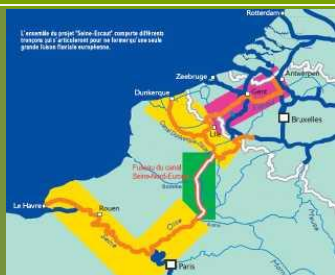 L'ensemble du projet "Seine-Escaut" comporte différents
tronçons qui s'articuleront pour ne former qu'une seule
grande liaison fluviale européenne.
Rotterdam
Zeebruge
Antwerpen
Dunkerque
Gent
Bruxelles
Lille
Canal Dunkerque-
Fuseau du canal
Seine-Nord-Europe
Le Havre
Rouen
Seine
Oise
Paris